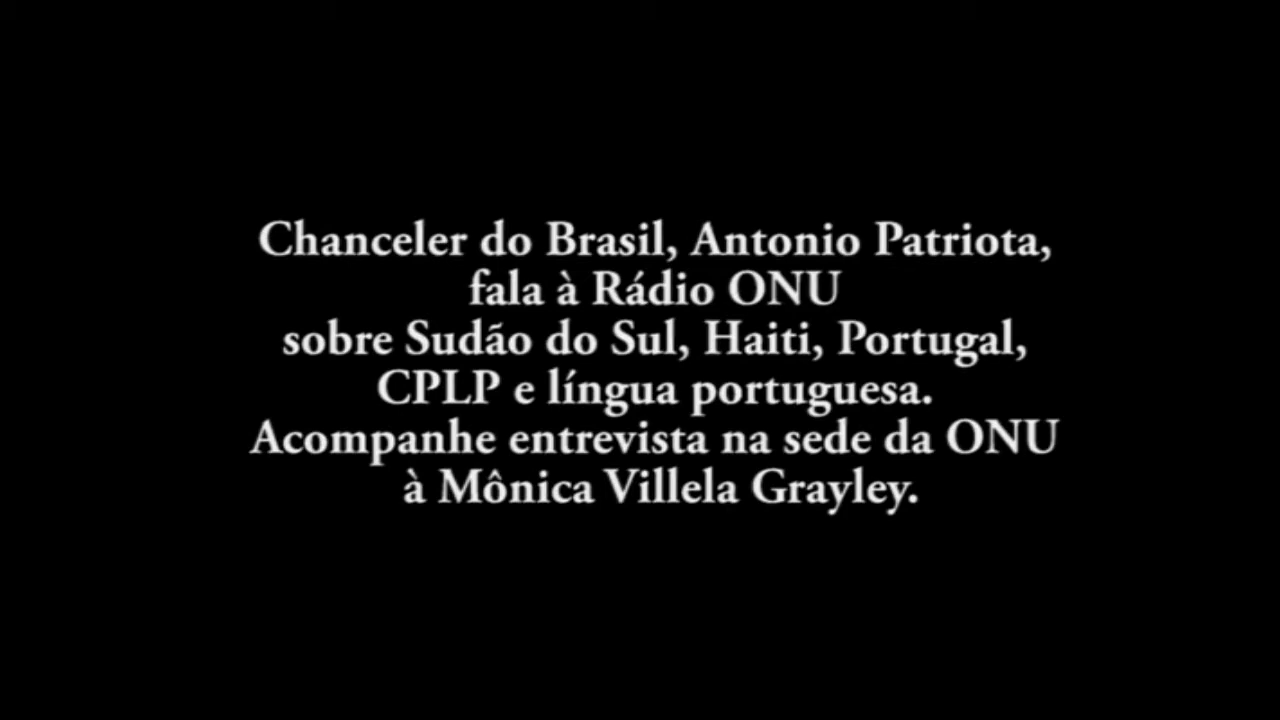 Chanceler do Brasil, Antonio Patriota,
fala à Rádio ONU
sobre Sudão do Sul, Haiti, Portugal,
CPLP e língua portuguesa.
Acompanhe entrevista na sede da ONU
à Mônica Villela Grayley.